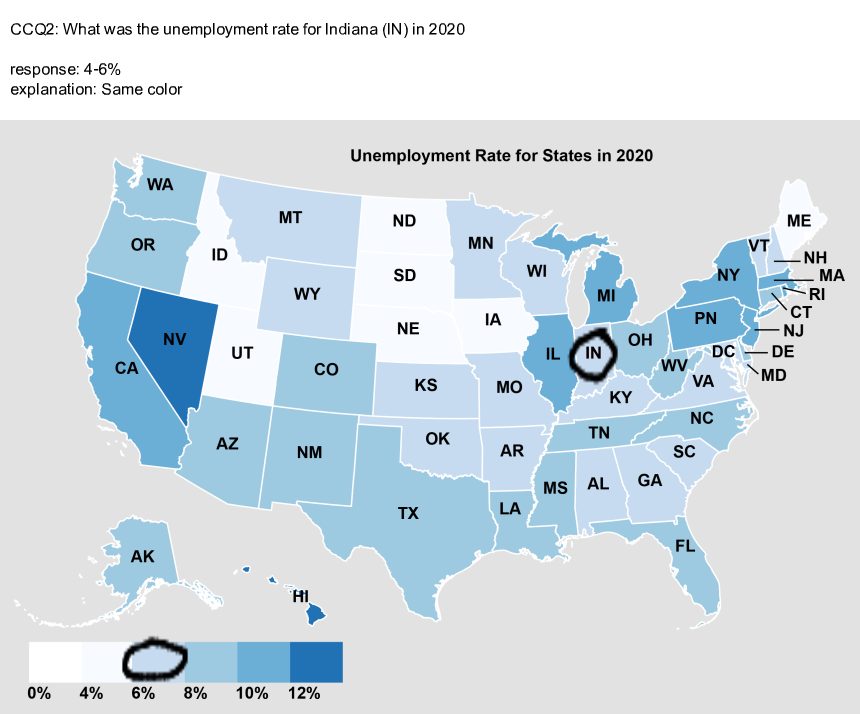 CCQ2: What was the unemployment rate for Indiana (IN) in 2020
response: 4-6%
explanation: Same color
Unemployment Rate for States in 2020
WA
MT
ND
MN
ME
OR
ID
SD
WI
VT
NH
WY
MI
NY
MA
RI
NE
IA
PN
CT
NV
UT
IL
IN
OH
NJ
CA
CO
KS
MO
WV
DC
DE
KY
VA
MD
AZ
NM
OK
AR
TN
NC
SC
TX
LA
MS
AL
GA
FL
AK
HI
0% 4% 6% 8% 10% 12%